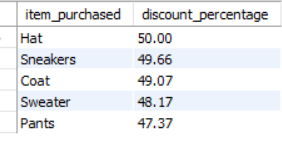 item_purchased discount_percentage
Hat 50.00
Sneakers 49.66
Coat 49.07
Sweater 48.17
Pants 47.37